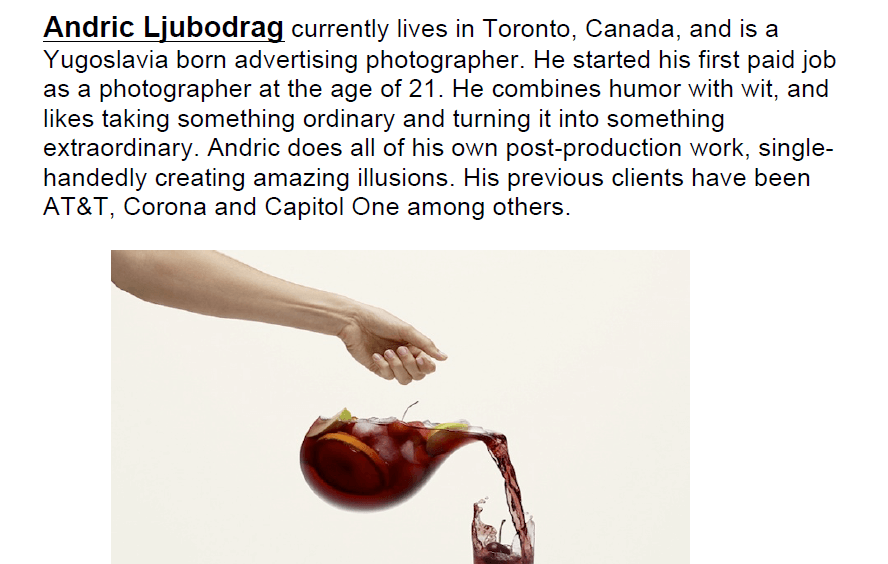 Andric Ljubodrag currently lives in Toronto, Canada, and is a
Yugoslavia born advertising photographer. He started his first paid job
as a photographer at the age of 21. He combines humor with wit, and
likes taking something ordinary and turning it into something
extraordinary. Andric does all of his own post-production work, single-
handedly creating amazing illusions. His previous clients have been
AT&T, Corona and Capitol One among others.